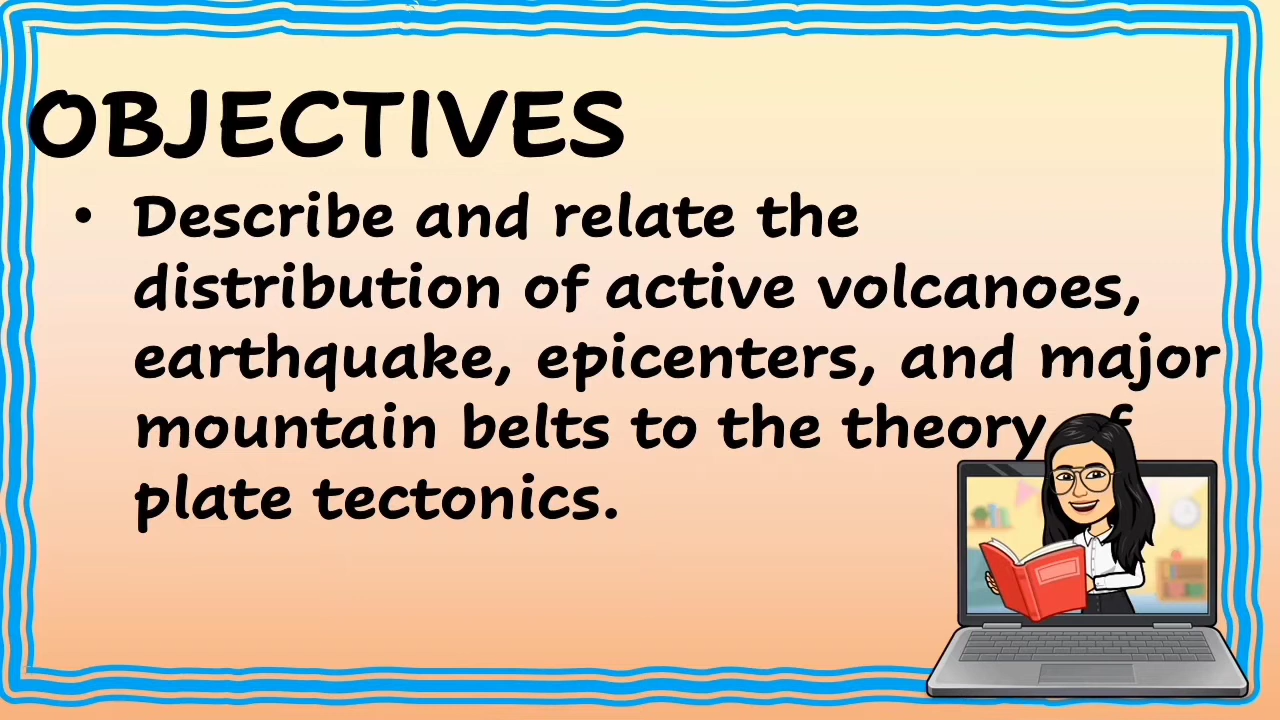 OBJECTIVES
• Describe and relate the
distribution of active volcanoes,
earthquake, epicenters, and major
mountain belts to the theory of
plate tectonics.